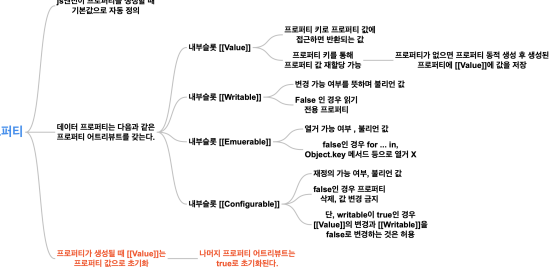 js엔진이 프로퍼티를 생성할 때
기본값으로 자동 정의
프로퍼티 키로 프로퍼티 값에
접근하면 반환되는 값
내부슬롯 [[Value]]
프로퍼티 키를 통해
프로퍼티 값 재할당 가능
프로퍼티가 없으면 프로퍼티 동적 생성 후 생성된
프로퍼티에 [[Value]]에 값을 저장
변경 가능 여부를 뜻하며 불리언 값
내부슬롯 [[Writable]]
False 인 경우 읽기
전용 프로퍼티
퍼티
데이터 프로퍼티는 다음과 같은
프로퍼티 어트리뷰트를 갖는다.
열거 가능 여부 , 불리언 값
내부슬롯 [[Emuerable]]
false인 경우 for ... in,
Object.key 메서드 등으로 열거 X
재정의 가능 여부, 불리언 값
false인 경우 프로퍼티
삭제, 값 변경 금지
내부슬롯 [[Configurable]]
단, writable이 true인 경우
[[Value]]의 변경과 [[Writable]]을
false로 변경하는 것은 허용
프로퍼티가 생성될 때 [[Value]]는
프로퍼티 값으로 초기화
나머지 프로퍼티 어트리뷰트는
true로 초기화된다.